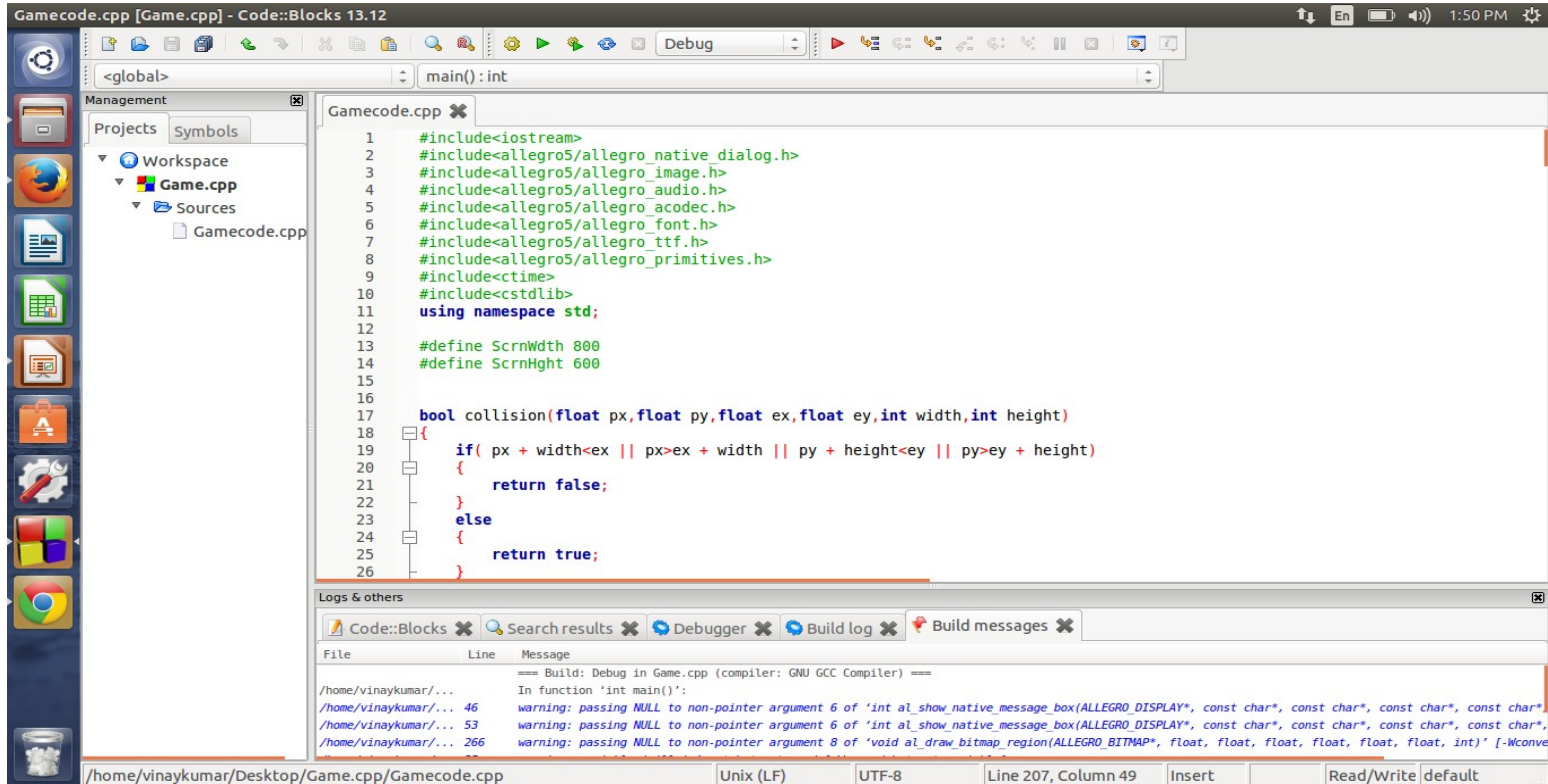 Gamecode.cpp [Game.cpp] - Code::Blocks 13.12
En 1:50 PM
Debug
<global> main() : int
Management
Projects Symbols
Workspace
Game.cpp
Sources
Gamecode.cpp
Gamecode.cpp
1 #include<iostream>
2 #include<allegro5/allegro_native_dialog.h>
3 #include<allegro5/allegro_image.h>
4 #include<allegro5/allegro_audio.h>
5 #include<allegro5/allegro_acodec.h>
6 #include<allegro5/allegro_font.h>
7 #include<allegro5/allegro_ttf.h>
8 #include<allegro5/allegro_primitives.h>
9 #include<ctime>
10 #include<cstdlib>
11 using namespace std;
12
13 #define ScrnWdth 800
14 #define ScrnHght 600
15
16
17 bool collision(float px,float py,float ex,float ey,int width,int height)
18 {
19 if( px + width<ex || px>ex + width || py + height<ey || py>ey + height)
20 {
21 return false;
22 }
23 else
24 {
25 return true;
26 }
Logs & others
Code::Blocks Search results Debugger Build log Build messages
File Line Message
=== Build: Debug in Game.cpp (compiler: GNU GCC Compiler) ===
/home/vinaykumar/... In function ‘int main()’:
/home/vinaykumar/... 46 warning: passing NULL to non-pointer argument 6 of ‘int al_show_native_message_box(ALLEGRO_DISPLAY*, const char*, const char*, const char*, const char*
/home/vinaykumar/... 53 warning: passing NULL to non-pointer argument 6 of ‘int al_show_native_message_box(ALLEGRO_DISPLAY*, const char*, const char*, const char*, const char*,
/home/vinaykumar/... 266 warning: passing NULL to non-pointer argument 8 of ‘void al_draw_bitmap_region(ALLEGRO_BITMAP*, float, float, float, float, float, float, int)’ [-Wconve
/home/vinaykumar/Desktop/Game.cpp/Gamecode.cpp Unix (LF) UTF-8 Line 207, Column 49 Insert Read/Write default